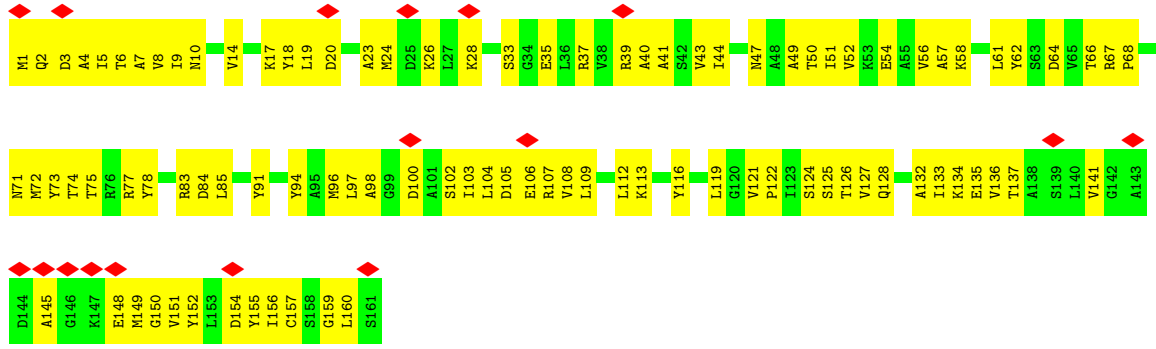 M1 Q2 D3 A4 I5 T6 A7 V8 I9 N10 V14 K17 Y18 L19 D20 A23 M24 D25 K26 L27 K28 S33 G34 E35 L36 R37 V38 R39 A40 A41 S42 V43 I44 N47 A48 A49 T50 I51 V52 K53 E54 A55 V56 A57 K58 L61 Y62 S63 D64 V65 T66 R67 P68
N71 M72 Y73 T74 T75 R76 R77 Y78 R83 D84 L85 Y91 Y94 A95 M96 L97 A98 G99 D100 A101 S102 I103 L104 D105 E106 R107 V108 L109 L112 K113 Y116 L119 G120 V121 P122 I123 S124 S125 T126 V127 Q128 A132 I133 K134 E135 V136 T137 A138 S139 L140 V141 G142 A143
D144 A145 G146 K147 E148 M149 G150 V151 Y152 L153 D154 Y155 I156 C157 S158 G159 L160 S161